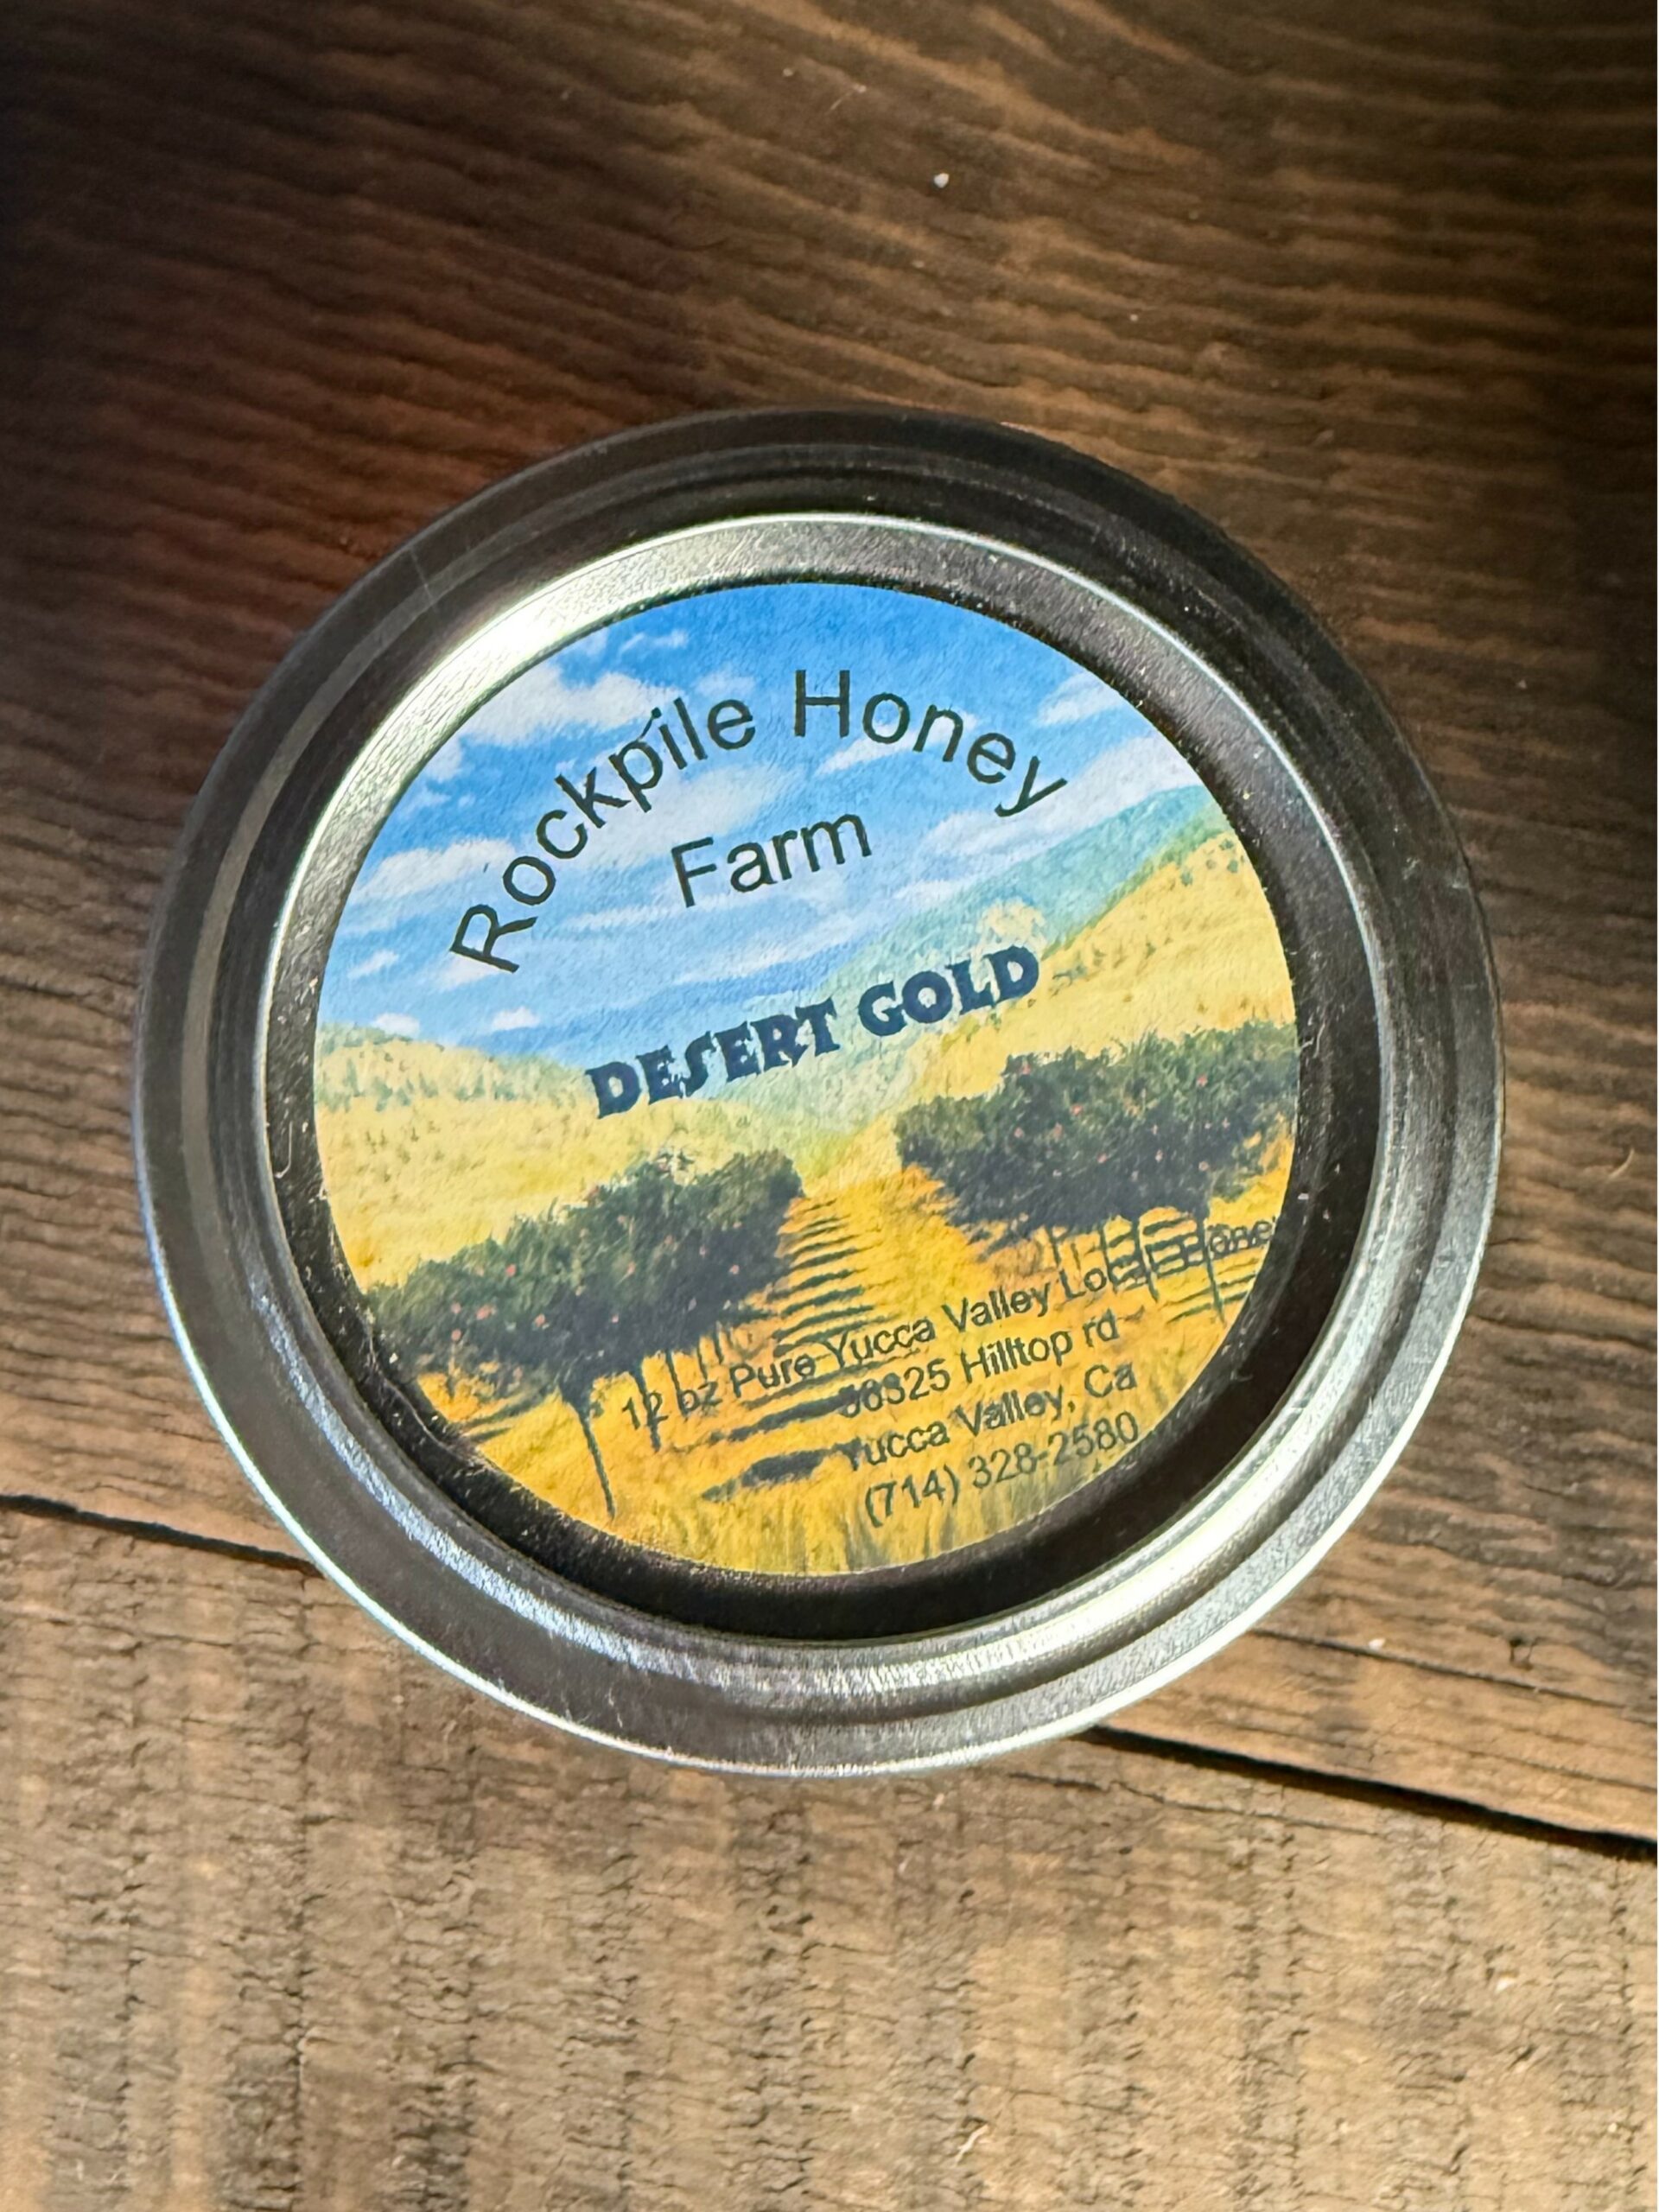 Rockpile Honey
Farm
DESERT GOLD
12 oz Pure Yucca Valley Local Hone
Hilltop rd
Yucca Valley, Ca
(714) 328-2580